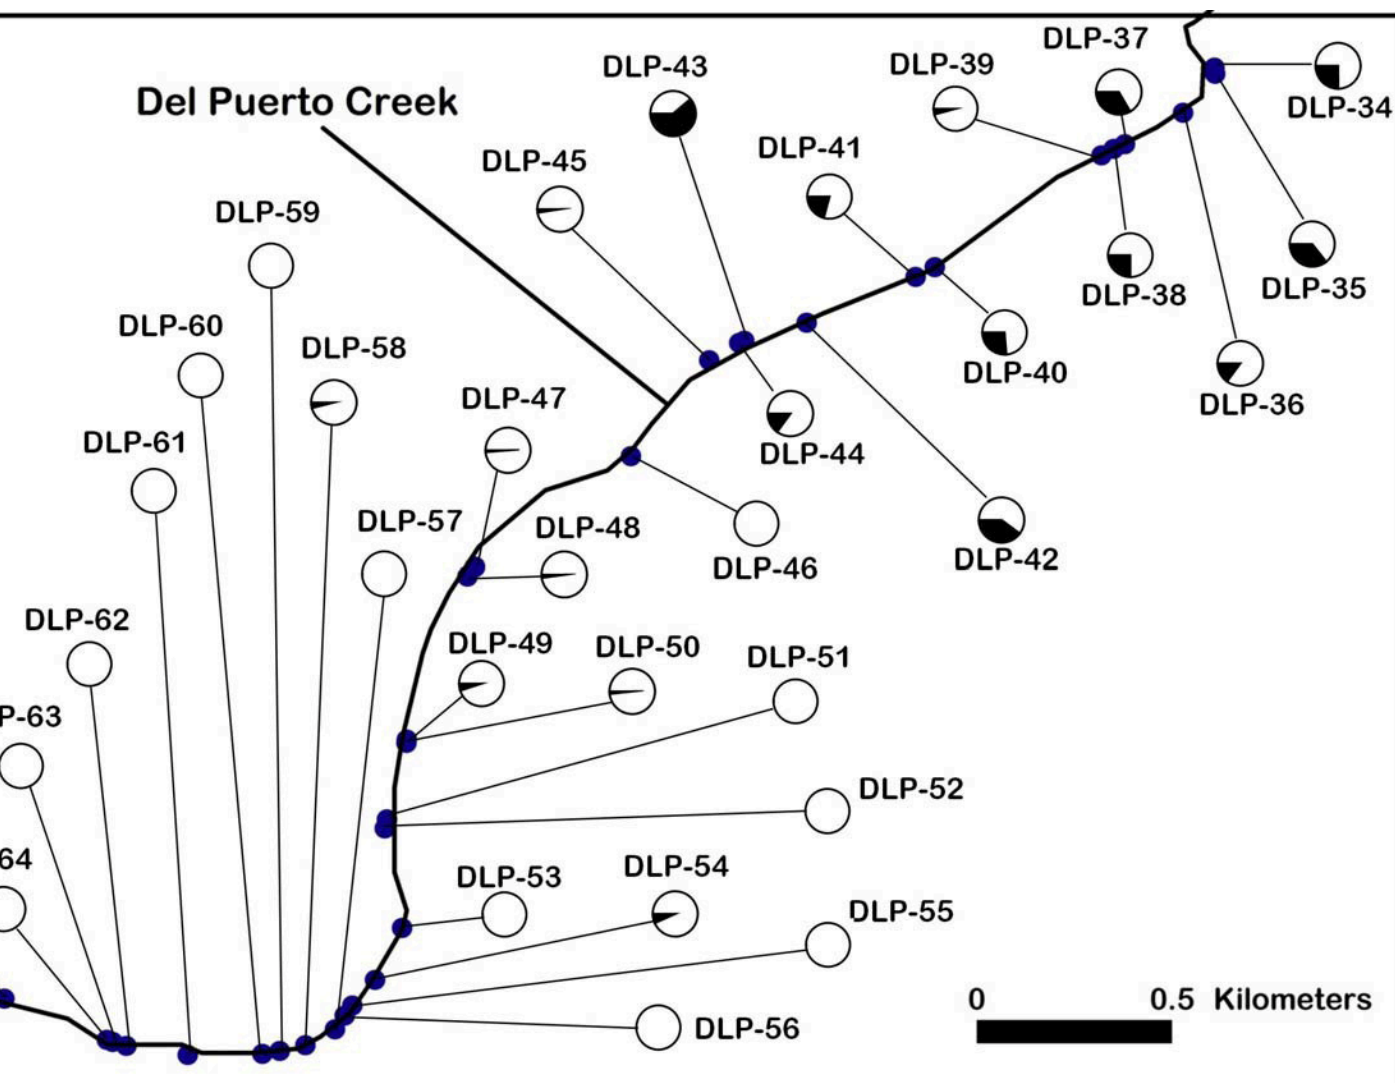 DLP-37
DLP-39
DLP-43
DLP-34
Del Puerto Creek
DLP-41
DLP-45
DLP-59
DLP-35
DLP-38
DLP-60
DLP-58
DLP-40
DLP-47
DLP-36
DLP-61
DLP-44
DLP-57
DLP-48
DLP-42
DLP-46
DLP-62
DLP-49
DLP-50
DLP-51
P-63
DLP-52
64
DLP-54
DLP-53
DLP-55
0 0.5 Kilometers
DLP-56